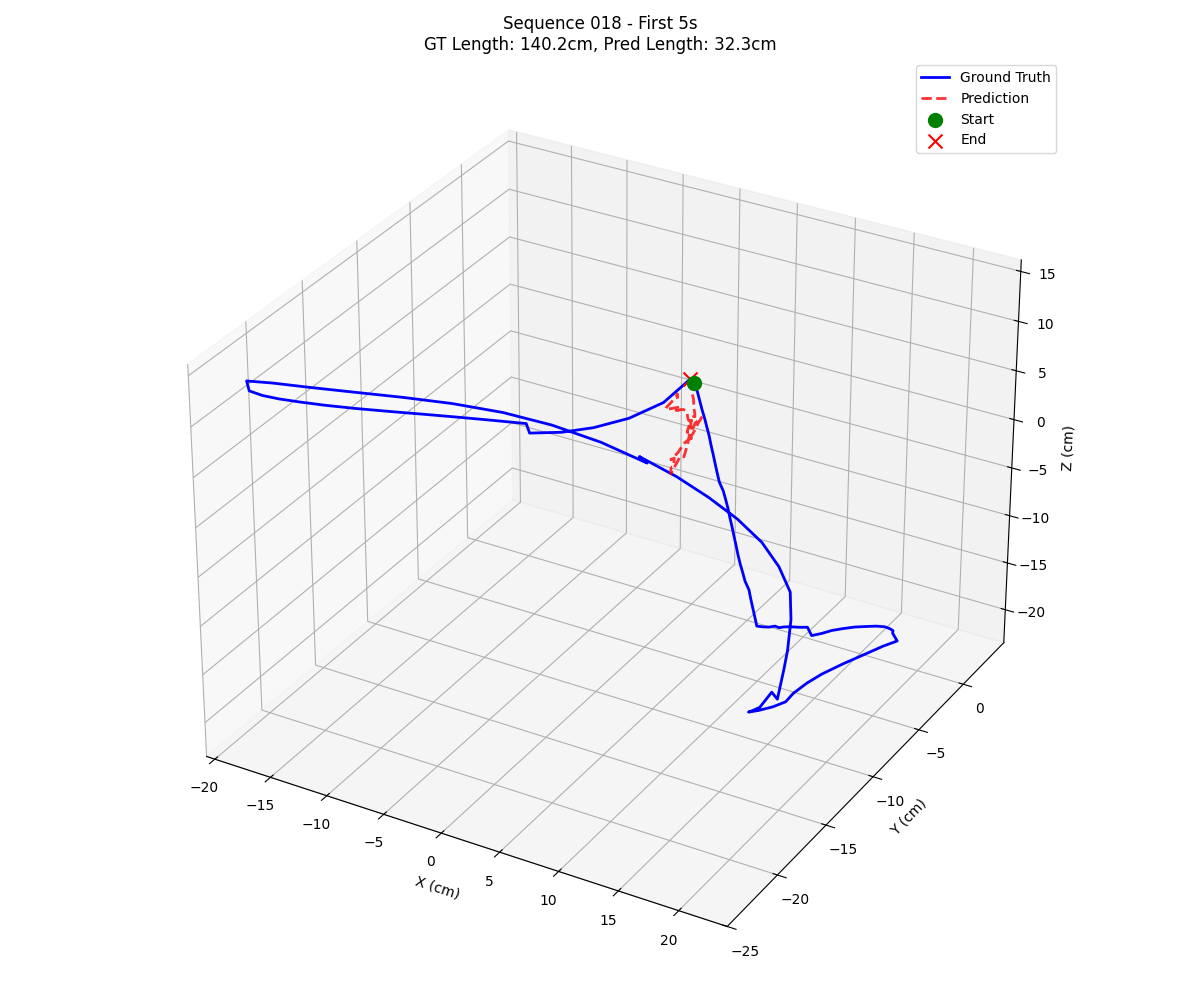 Sequence 018 - First 5s
GT Length: 140.2cm, Pred Length: 32.3cm
Ground Truth
Prediction
Start
End
15
10
5
0
−5
−10
−15
−20
Z (cm)
0
−5
−10
−15
−20
−25
Y (cm)
−20
−15
−10
−5
0
5
10
15
20
X (cm)